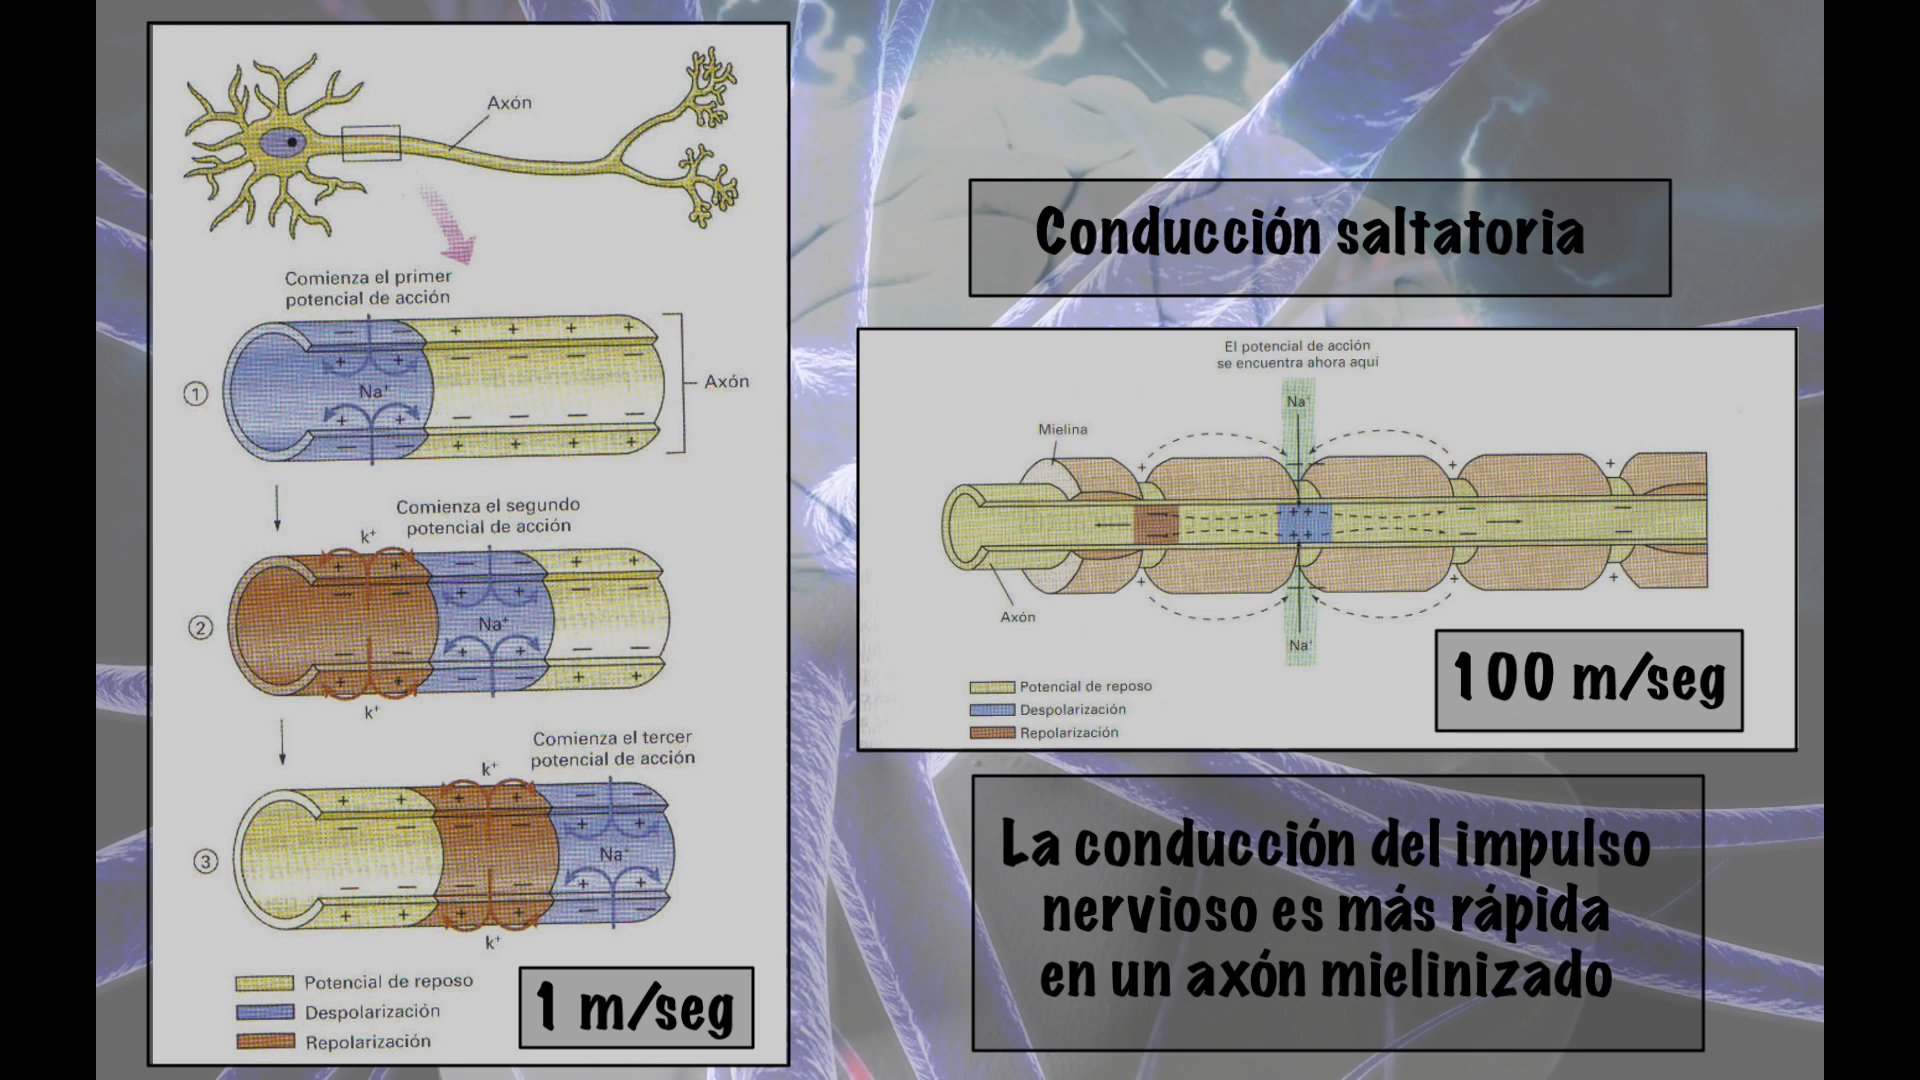 Axón
Comienza el primer
potencial de acción
+ + + +
Na⁺
1
Axón
Comienza el segundo
potencial de acción
k⁺
2
Na⁺
k⁺
Comienza el tercer
potencial de acción
k⁺
3
Na⁺
k⁺
Potencial de reposo
Despolarización
Repolarización
1 m/seg
Conducción saltatoria
El potencial de acción
se encuentra ahora aquí
Na⁺
Mielina
Axón
Na⁺
Potencial de reposo
Despolarización
Repolarización
100 m/seg
La conducción del impulso
nervioso es más rápida
en un axón mielinizado